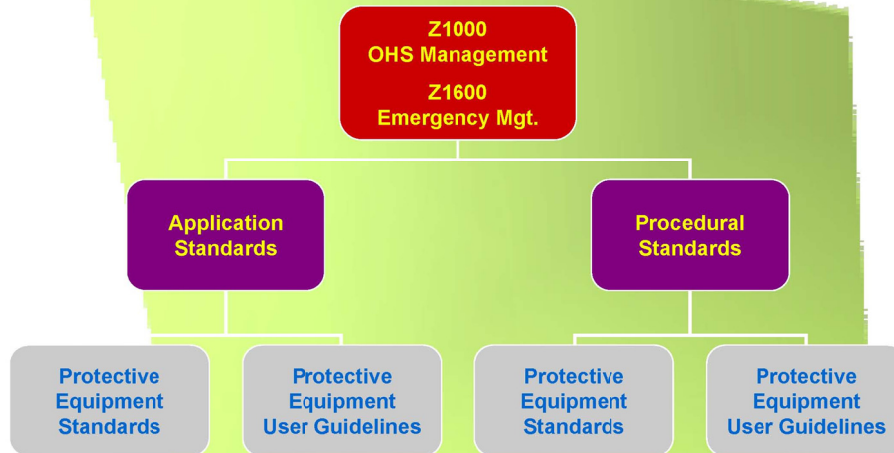 Z1000
OHS Management
Z1600
Emergency Mgt.
Application
Standards
Procedural
Standards
Protective
Equipment
Standards
Protective
Equipment
User Guidelines
Protective
Equipment
Standards
Protective
Equipment
User Guidelines